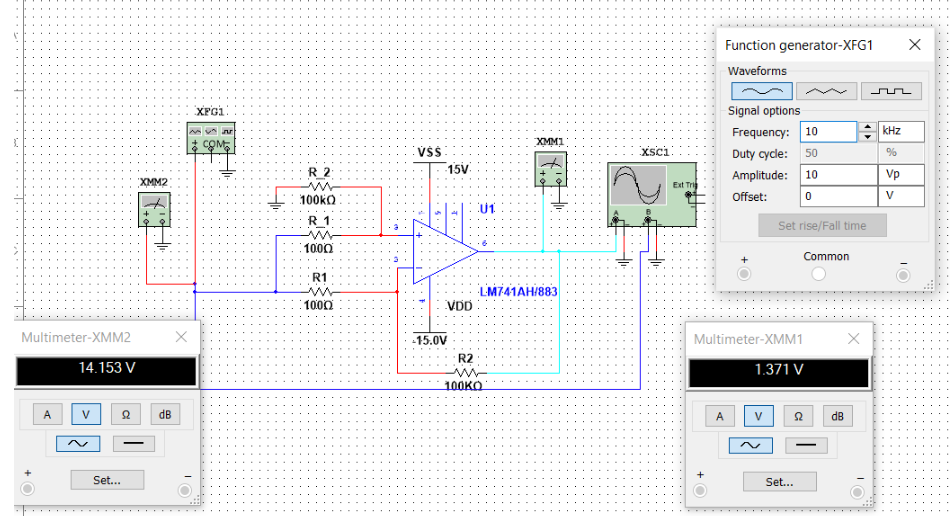 Function generator-XFG1
Waveforms
Signal options
Frequency: 10 kHz
Duty cycle: 50 %
Amplitude: 10 Vp
Offset: 0 V
Set rise/Fall time
+ Common −
XFG1
COM
XMM2
+ −
R_2
100kΩ
R_1
100Ω
R1
100Ω
VSS
15V
U1
3
2
6
4
LM741AH/883
VDD
-15.0V
R2
100KΩ
XMM1
+ −
XSC1
Ext Trig
A B
Multimeter-XMM2
14.153 V
A V Ω dB
+ −
Set...
Multimeter-XMM1
1.371 V
A V Ω dB
+ −
Set...